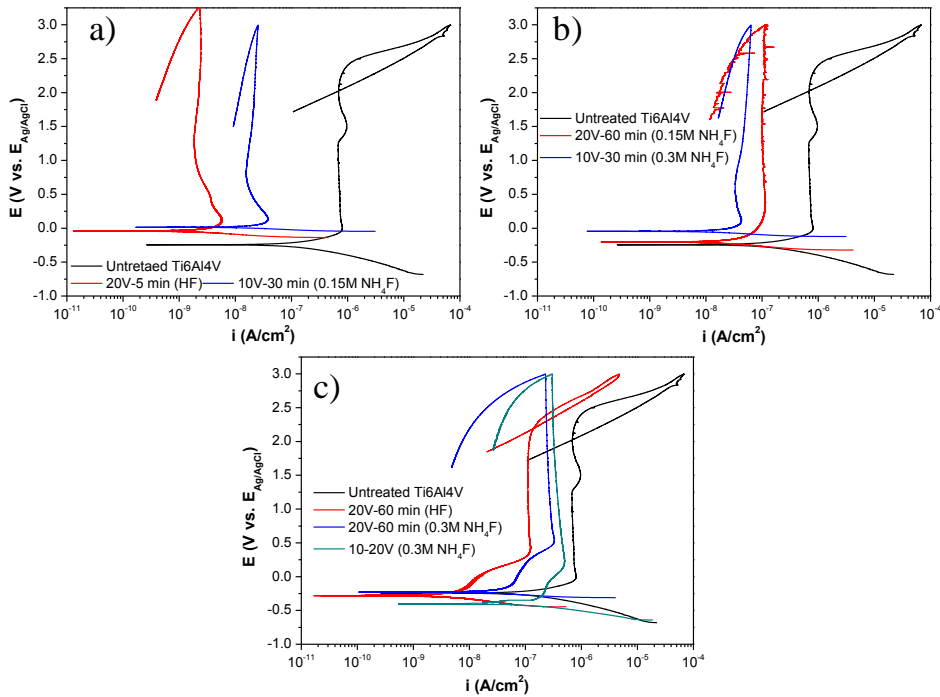 a)
3.0
2.5
2.0
1.5
1.0
0.5
0.0
-0.5
-1.0
E (V vs. E_Ag/AgCl)
Untretaed Ti6Al4V
20V-5 min (HF)
10V-30 min (0.15M NH₄F)
10⁻¹¹ 10⁻¹⁰ 10⁻⁹ 10⁻⁸ 10⁻⁷ 10⁻⁶ 10⁻⁵ 10⁻⁴
i (A/cm²)
b)
3.0
2.5
2.0
1.5
1.0
0.5
0.0
-0.5
-1.0
E (V vs. E_Ag/AgCl)
Untreated Ti6Al4V
20V-60 min (0.15M NH₄F)
10V-30 min (0.3M NH₄F)
10⁻¹¹ 10⁻¹⁰ 10⁻⁹ 10⁻⁸ 10⁻⁷ 10⁻⁶ 10⁻⁵ 10⁻⁴
i (A/cm²)
c)
3.0
2.5
2.0
1.5
1.0
0.5
0.0
-0.5
-1.0
E (V vs. E_Ag/AgCl)
Untreated Ti6Al4V
20V-60 min (HF)
20V-60 min (0.3M NH₄F)
10-20V (0.3M NH₄F)
10⁻¹¹ 10⁻¹⁰ 10⁻⁹ 10⁻⁸ 10⁻⁷ 10⁻⁶ 10⁻⁵ 10⁻⁴
i (A/cm²)